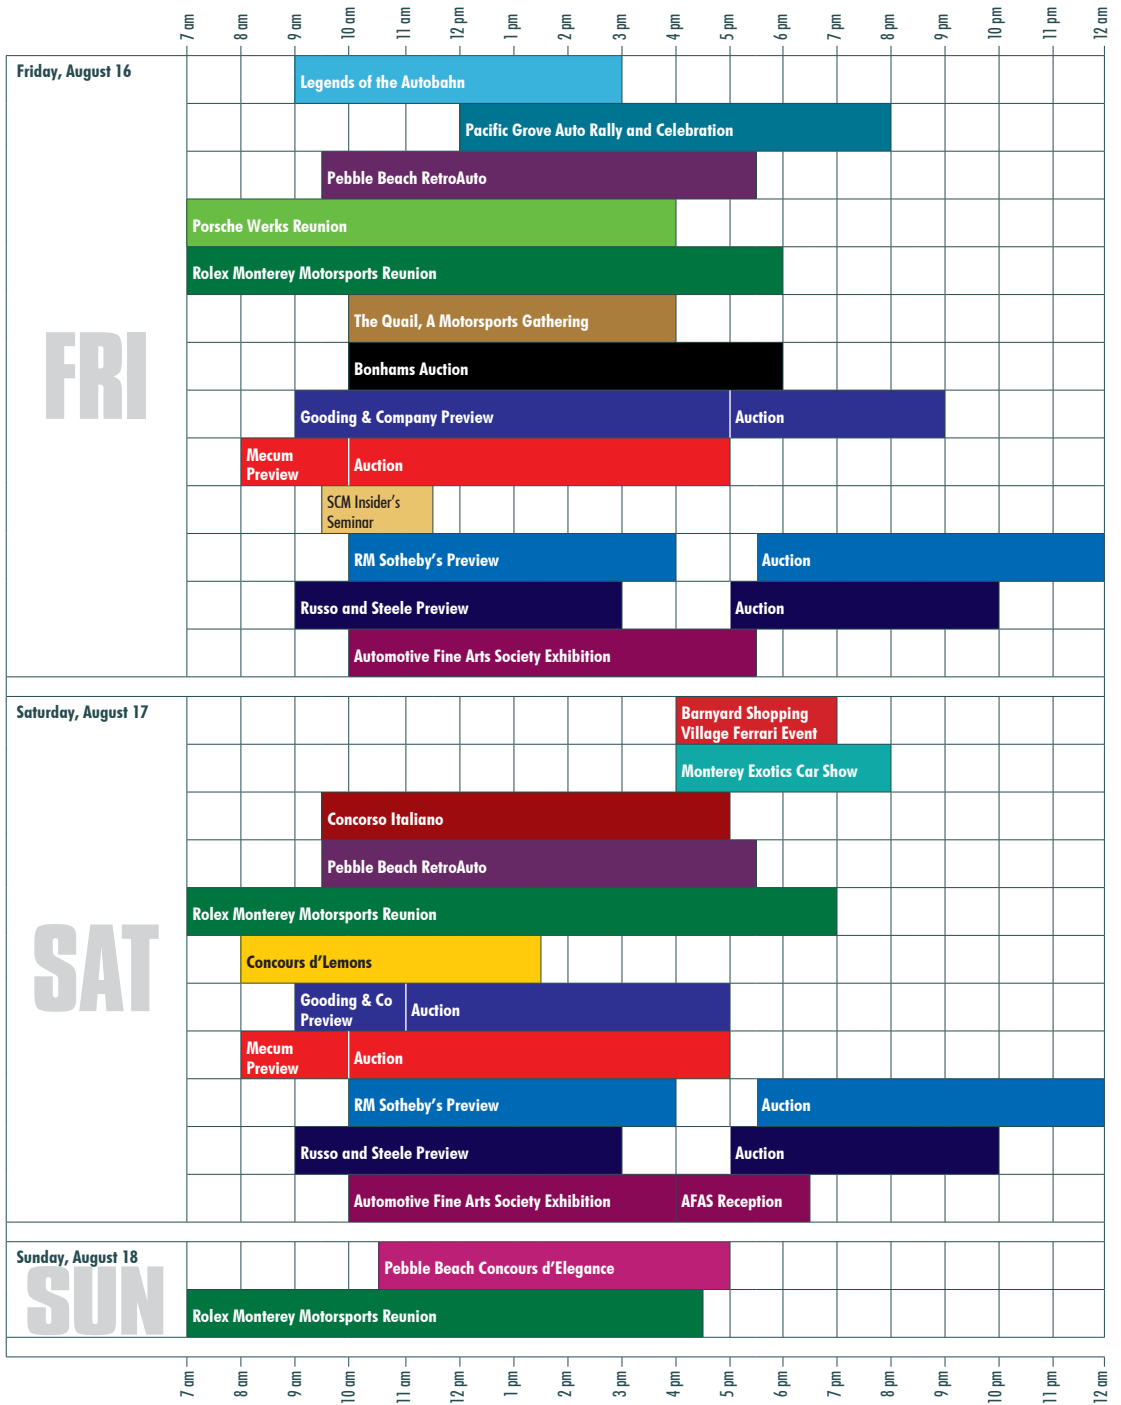 7 am 8 am 9 am 10 am 11 am 12 pm 1 pm 2 pm 3 pm 4 pm 5 pm 6 pm 7 pm 8 pm 9 pm 10 pm 11 pm 12 am
Friday, August 16
FRI
Legends of the Autobahn
Pacific Grove Auto Rally and Celebration
Pebble Beach RetroAuto
Porsche Werks Reunion
Rolex Monterey Motorsports Reunion
The Quail, A Motorsports Gathering
Bonhams Auction
Gooding & Company Preview Auction
Mecum
Preview
Auction
SCM Insider's
Seminar
RM Sotheby's Preview Auction
Russo and Steele Preview Auction
Automotive Fine Arts Society Exhibition
Saturday, August 17
SAT
Barnyard Shopping
Village Ferrari Event
Monterey Exotics Car Show
Concorso Italiano
Pebble Beach RetroAuto
Rolex Monterey Motorsports Reunion
Concours d'Lemons
Gooding & Co
Preview
Auction
Mecum
Preview
Auction
RM Sotheby's Preview Auction
Russo and Steele Preview Auction
Automotive Fine Arts Society Exhibition AFAS Reception
Sunday, August 18
SUN
Pebble Beach Concours d'Elegance
Rolex Monterey Motorsports Reunion
7 am 8 am 9 am 10 am 11 am 12 pm 1 pm 2 pm 3 pm 4 pm 5 pm 6 pm 7 pm 8 pm 9 pm 10 pm 11 pm 12 am